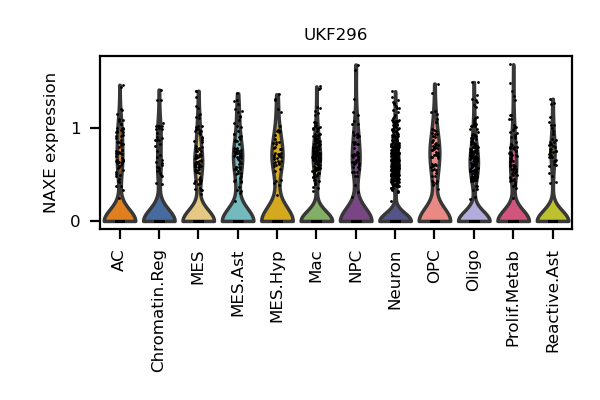 UKF296
NAXE expression
1
0
AC
Chromatin.Reg
MES
MES.Ast
MES.Hyp
Mac
NPC
Neuron
OPC
Oligo
Prolif.Metab
Reactive.Ast